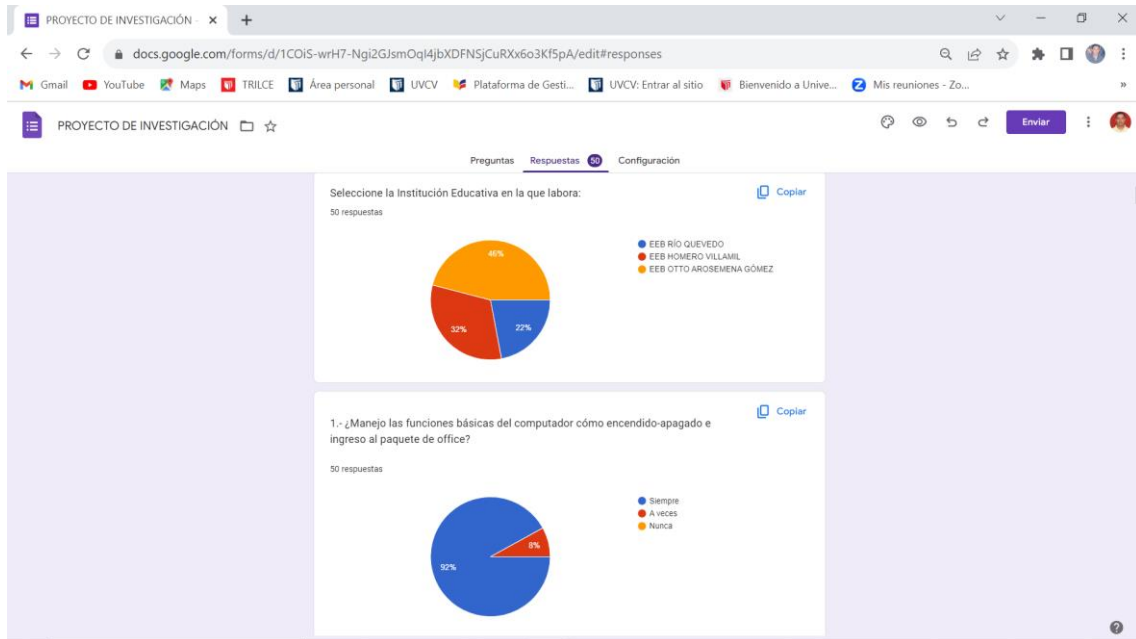 PROYECTO DE INVESTIGACIÓN -
docs.google.com/forms/d/1COiS-wrH7-Ngi2GJsmOqI4jbXDFNSjCuRXx6o3Kf5pA/edit#responses
Gmail YouTube Maps TRILCE Área personal UVCV Plataforma de Gesti... UVCV: Entrar al sitio Bienvenido a Unive... Mis reuniones - Zo... »
PROYECTO DE INVESTIGACIÓN Enviar
Preguntas Respuestas 50 Configuración
Seleccione la Institución Educativa en la que labora: Copiar
50 respuestas
EEB RÍO QUEVEDO
EEB HOMERO VILLAMIL
EEB OTTO AROSEMENA GÓMEZ
46%
32%
22%
1.- ¿Manejo las funciones básicas del computador cómo encendido-apagado e Copiar
ingreso al paquete de office?
50 respuestas
Siempre
A veces
Nunca
8%
92%